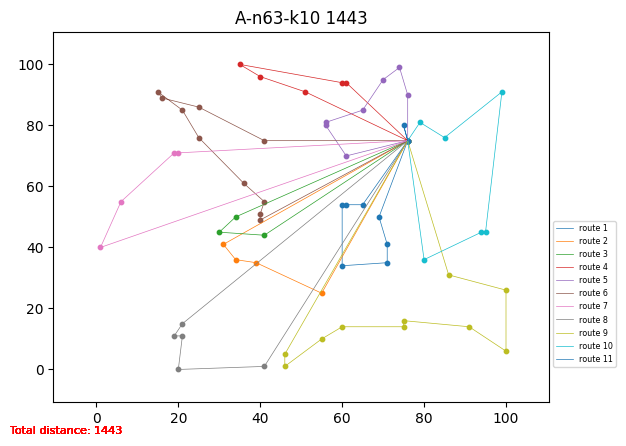 A-n63-k10 1443
100
80
60
40
20
0
0
20
40
60
80
100
route 1
route 2
route 3
route 4
route 5
route 6
route 7
route 8
route 9
route 10
route 11
Total distance: 1443